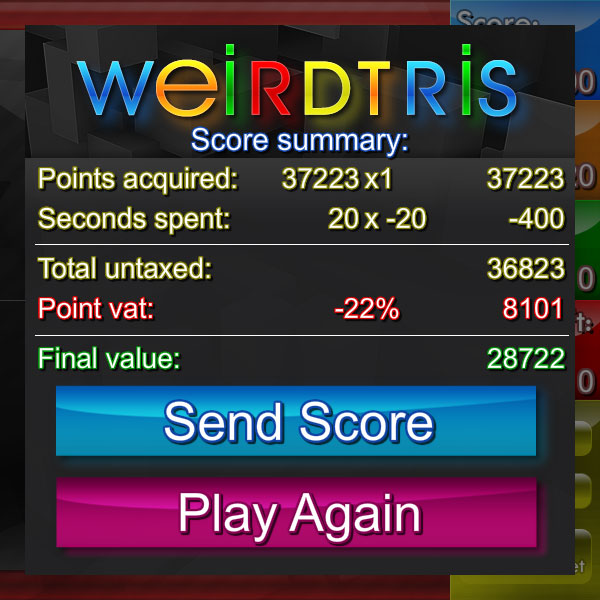 Score:
WEIRDTRIS
Score summary:
Points acquired: 37223 x1 37223
Seconds spent: 20 x -20 -400
Total untaxed: 36823
Point vat: -22% 8101
Final value: 28722
Send Score
Play Again